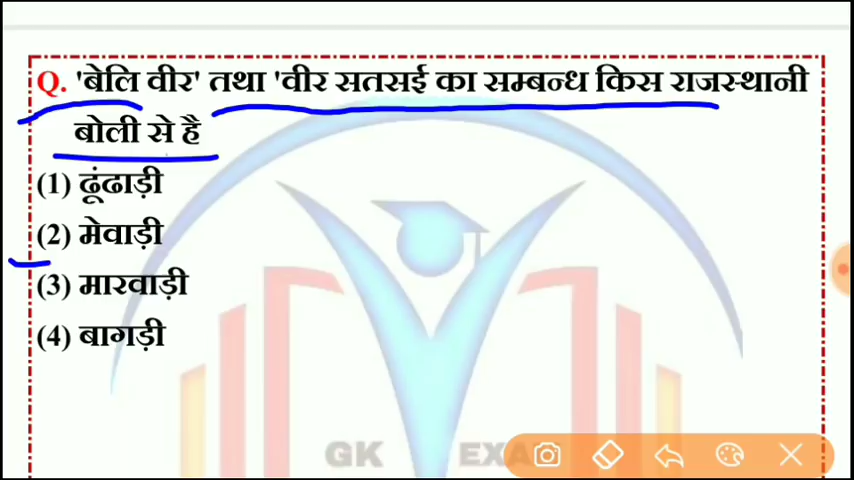 Q. 'बेलि वीर' तथा 'वीर सतसई का सम्बन्ध किस राजस्थानी
बोली से है
(1) ढूंढाड़ी
(2) मेवाड़ी
(3) मारवाड़ी
(4) बागड़ी
GK EXA